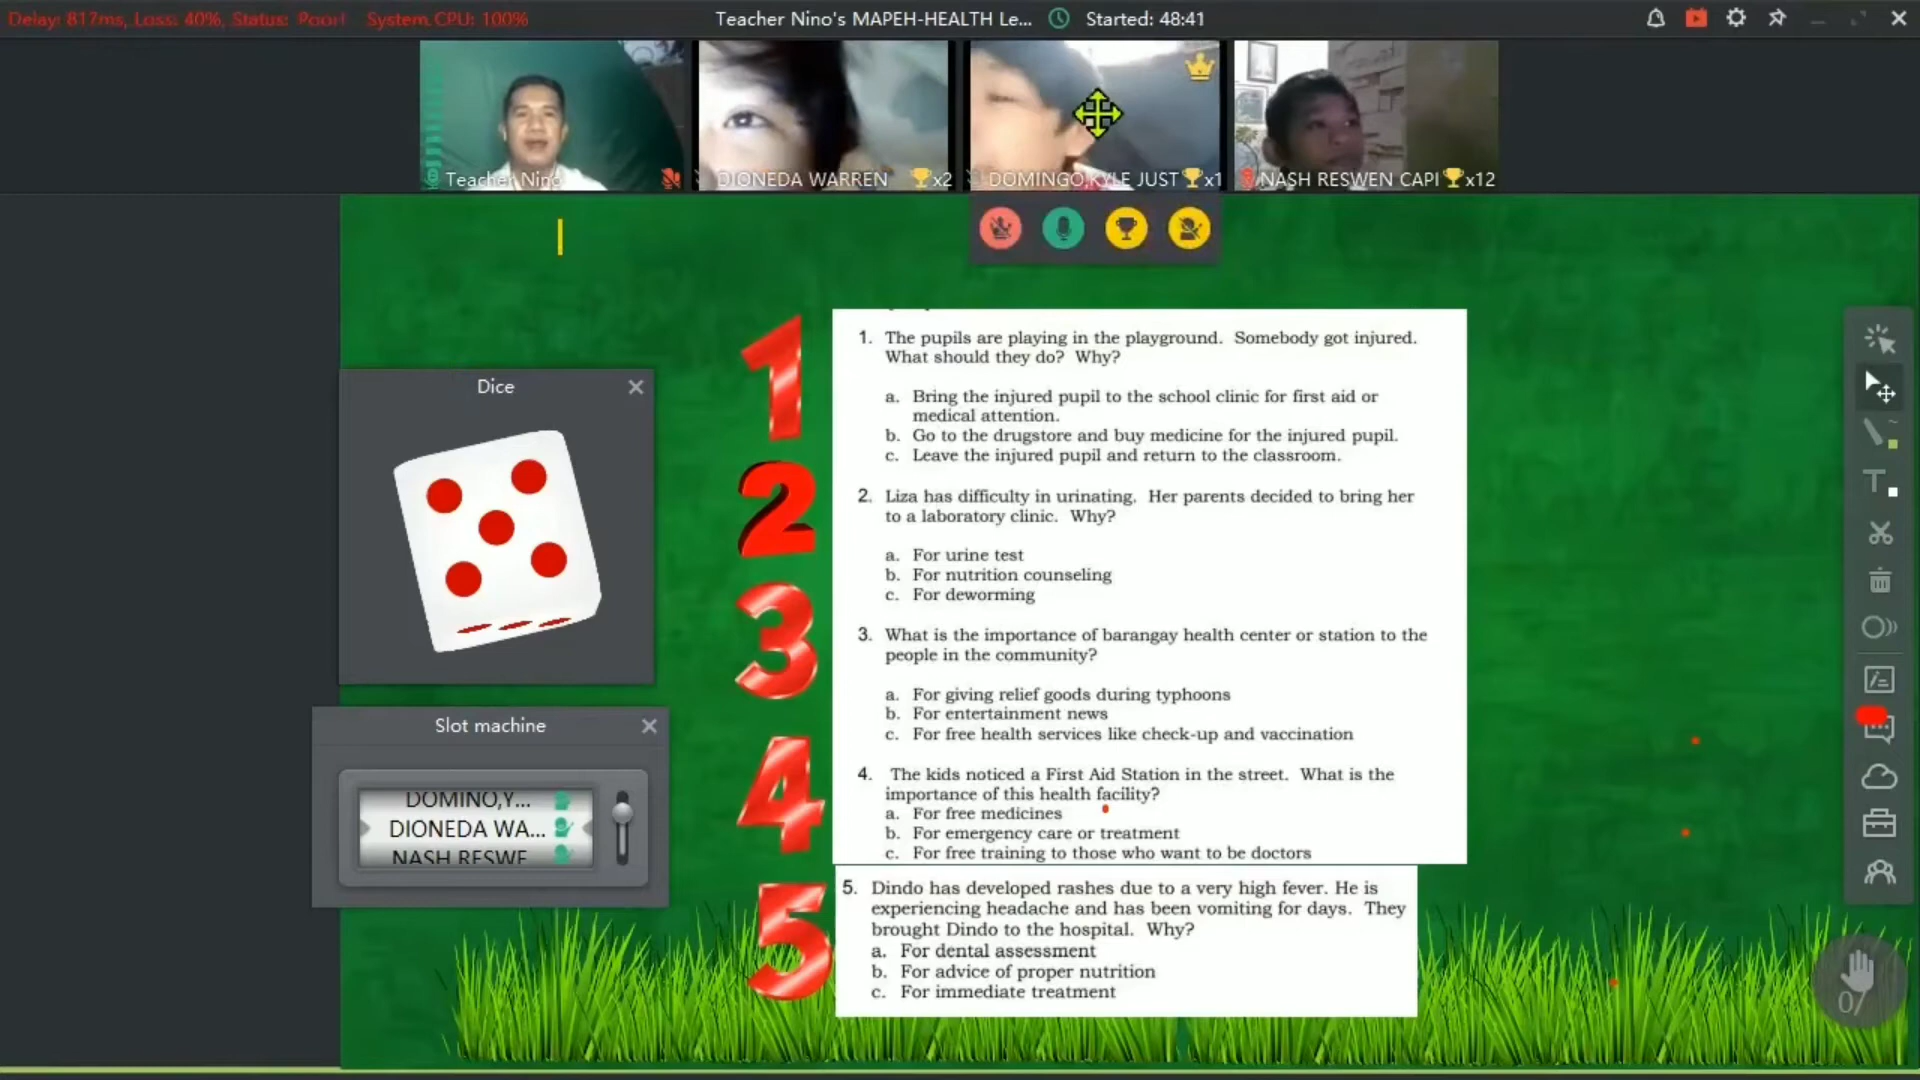 Delay: 817ms, Loss: 40%, Status: Poor! System CPU: 100%
Teacher Nino's MAPEH-HEALTH Le... Started: 48:41
Teacher Nino
DIONEDA WARREN x2
DOMINGO,KYLE JUST x1
NASH RESWEN CAPI x12
Dice
Slot machine
DOMINO,Y...
DIONEDA WA...
NASH RESWE
1
2
3
4
5
1. The pupils are playing in the playground. Somebody got injured.
What should they do? Why?
a. Bring the injured pupil to the school clinic for first aid or
medical attention.
b. Go to the drugstore and buy medicine for the injured pupil.
c. Leave the injured pupil and return to the classroom.
2. Liza has difficulty in urinating. Her parents decided to bring her
to a laboratory clinic. Why?
a. For urine test
b. For nutrition counseling
c. For deworming
3. What is the importance of barangay health center or station to the
people in the community?
a. For giving relief goods during typhoons
b. For entertainment news
c. For free health services like check-up and vaccination
4. The kids noticed a First Aid Station in the street. What is the
importance of this health facility?
a. For free medicines
b. For emergency care or treatment
c. For free training to those who want to be doctors
5. Dindo has developed rashes due to a very high fever. He is
experiencing headache and has been vomiting for days. They
brought Dindo to the hospital. Why?
a. For dental assessment
b. For advice of proper nutrition
c. For immediate treatment
T
0/